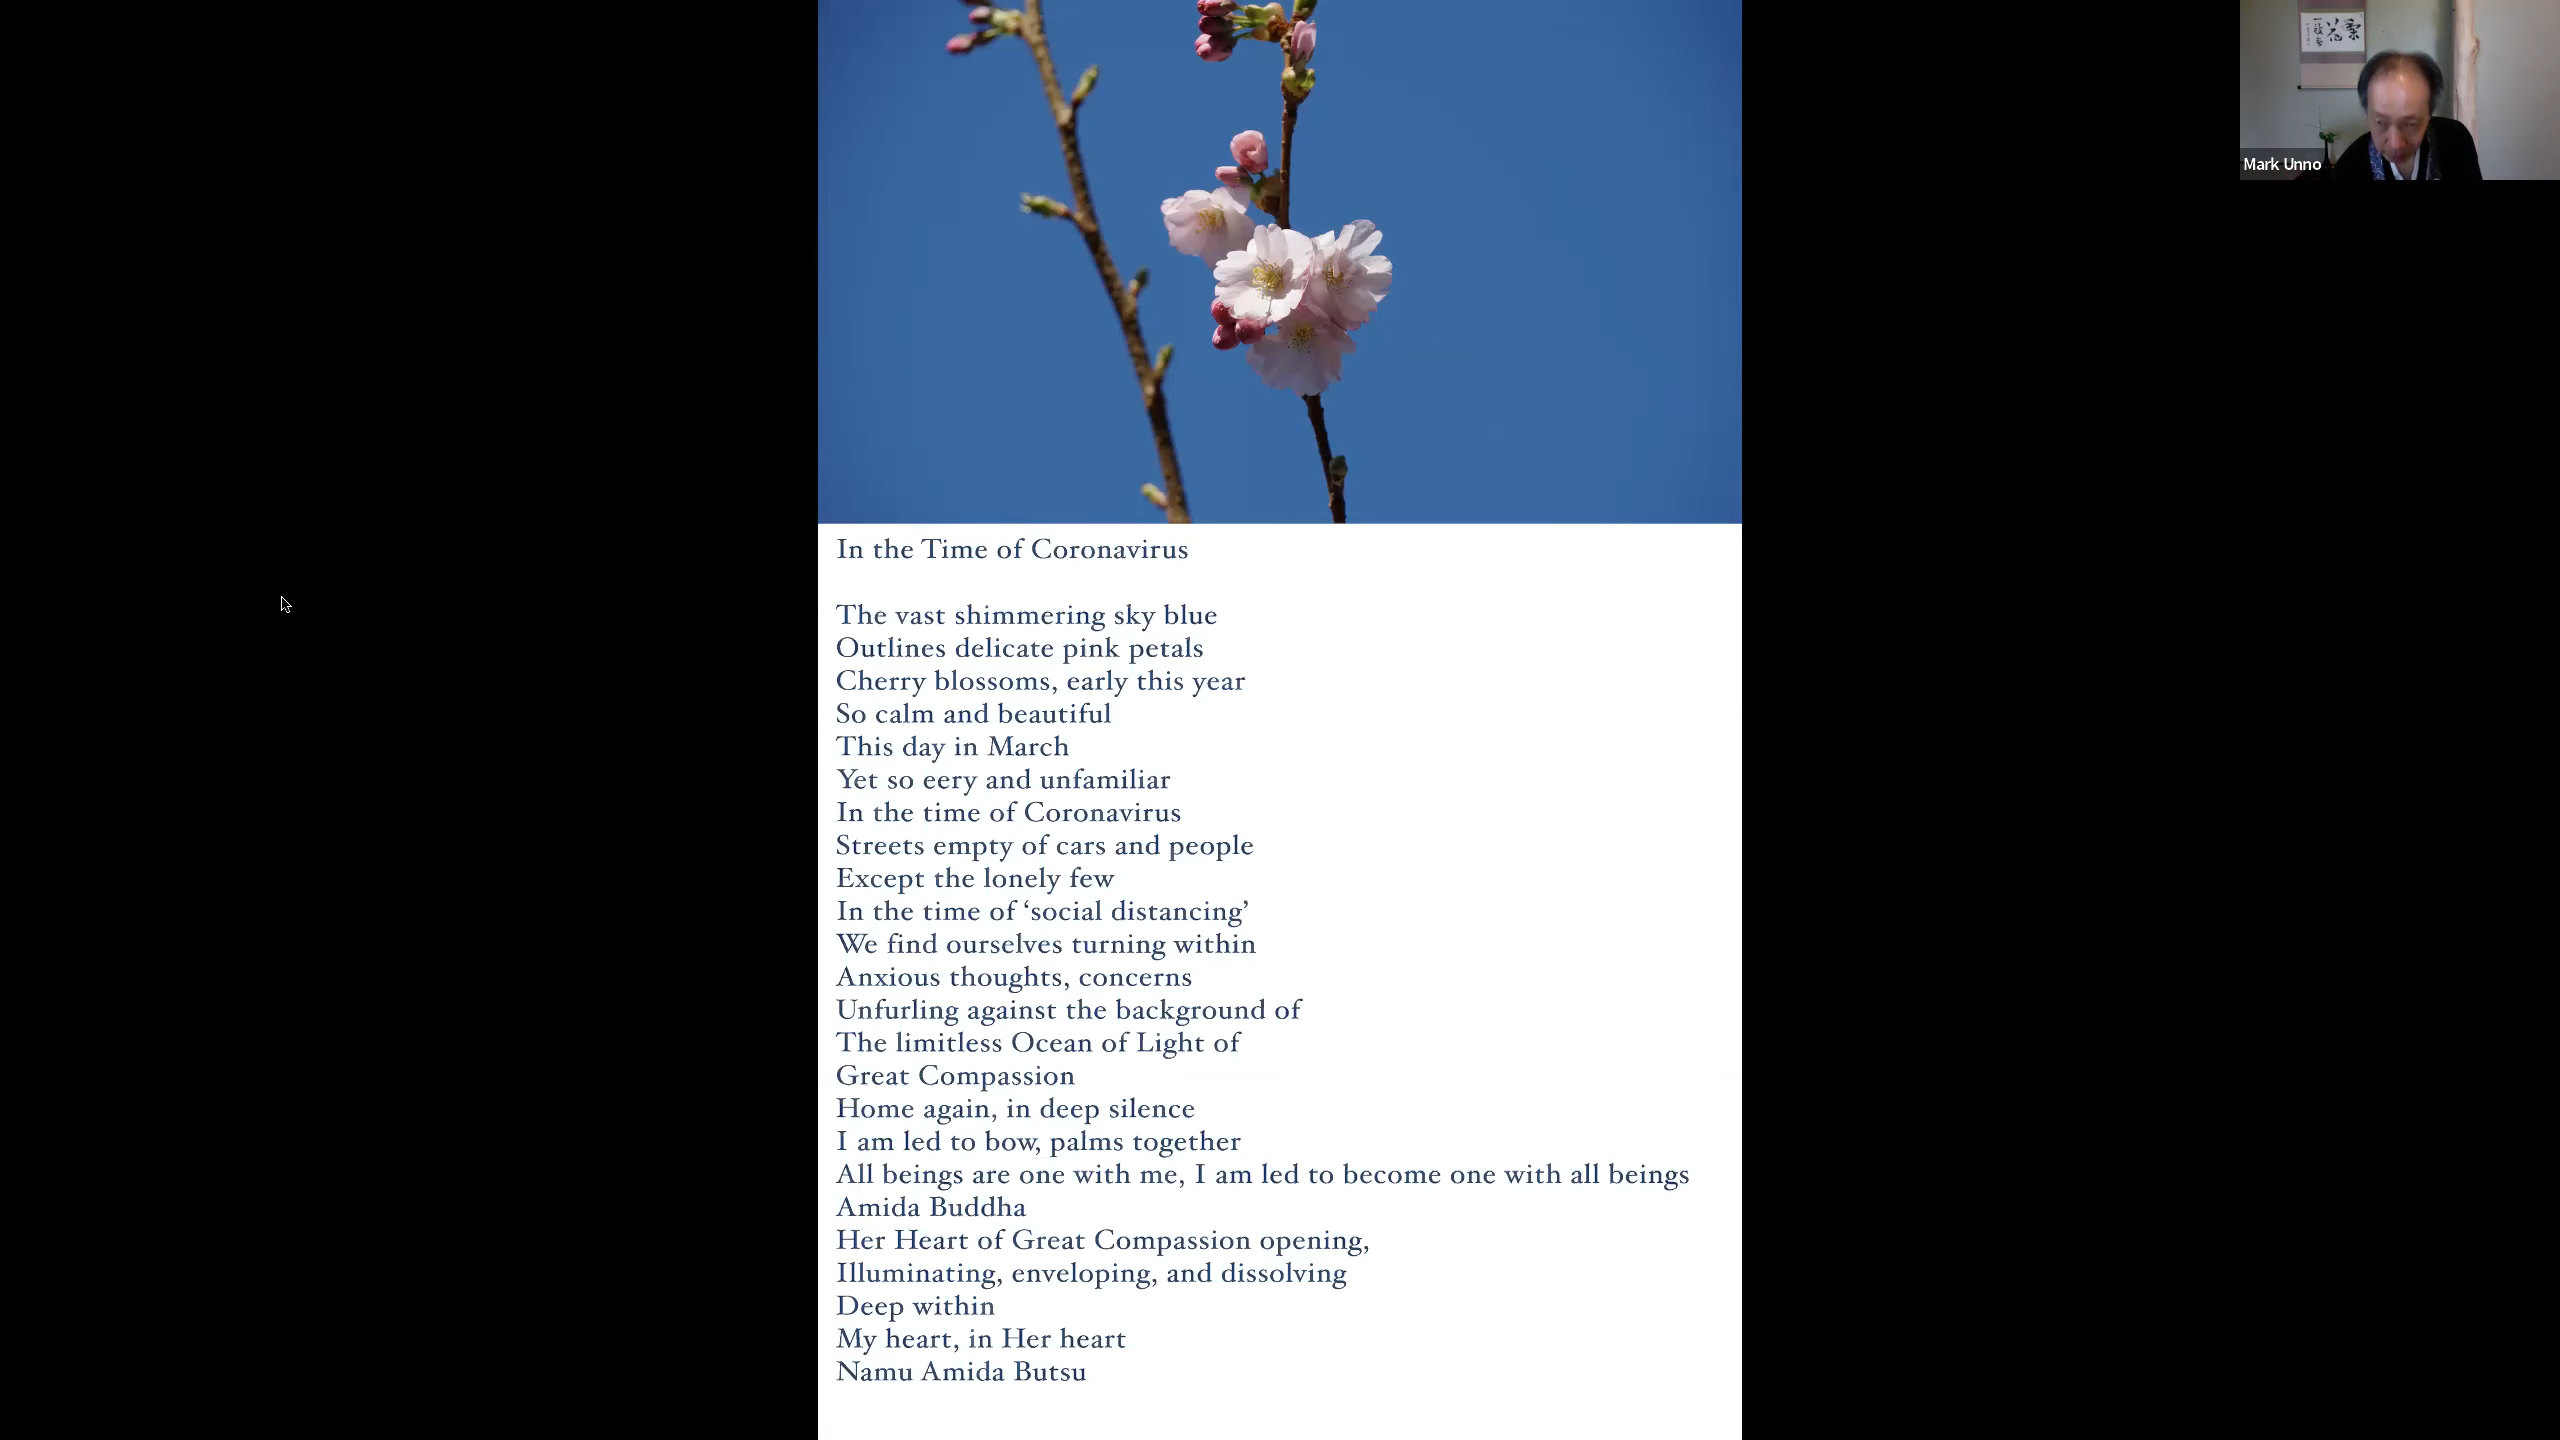 In the Time of Coronavirus
The vast shimmering sky blue
Outlines delicate pink petals
Cherry blossoms, early this year
So calm and beautiful
This day in March
Yet so eery and unfamiliar
In the time of Coronavirus
Streets empty of cars and people
Except the lonely few
In the time of ‘social distancing’
We find ourselves turning within
Anxious thoughts, concerns
Unfurling against the background of
The limitless Ocean of Light of
Great Compassion
Home again, in deep silence
I am led to bow, palms together
All beings are one with me, I am led to become one with all beings
Amida Buddha
Her Heart of Great Compassion opening,
Illuminating, enveloping, and dissolving
Deep within
My heart, in Her heart
Namu Amida Butsu
Mark Unno